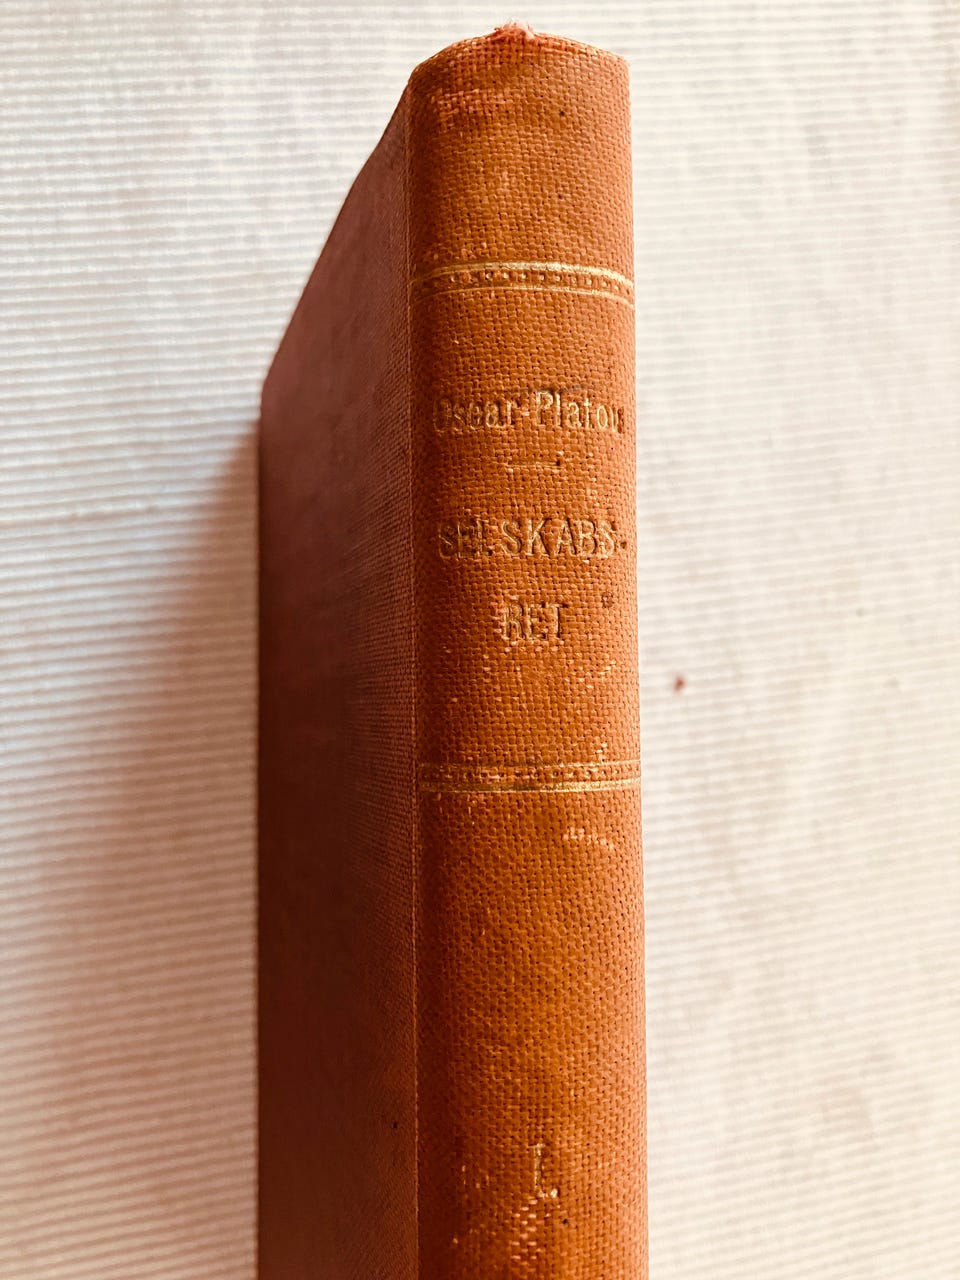 Oscar Platou
SELSKABS-
RET
I.